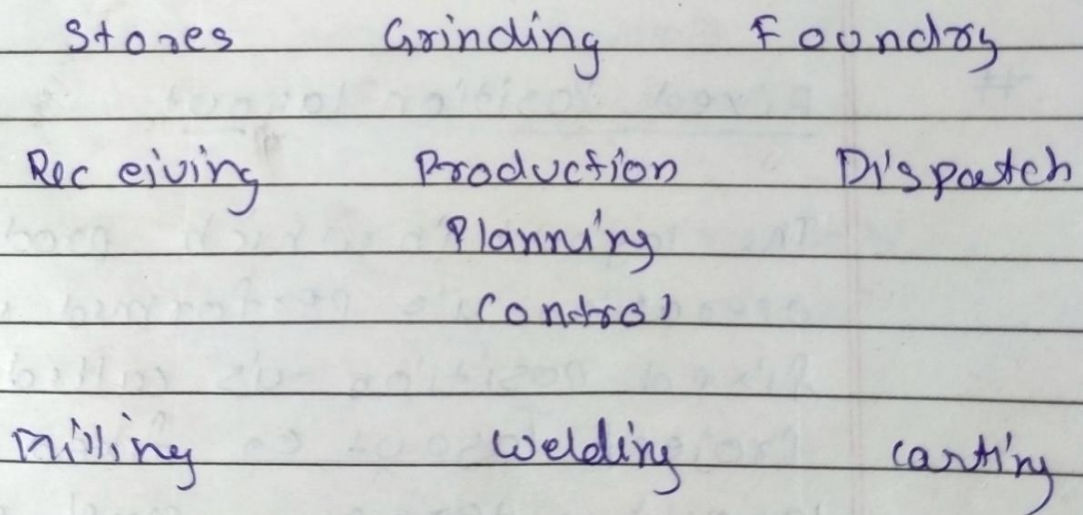 Stores Grinding Foundry
Receiving Production Dispatch
Planning
Control
Milling Welding Casting